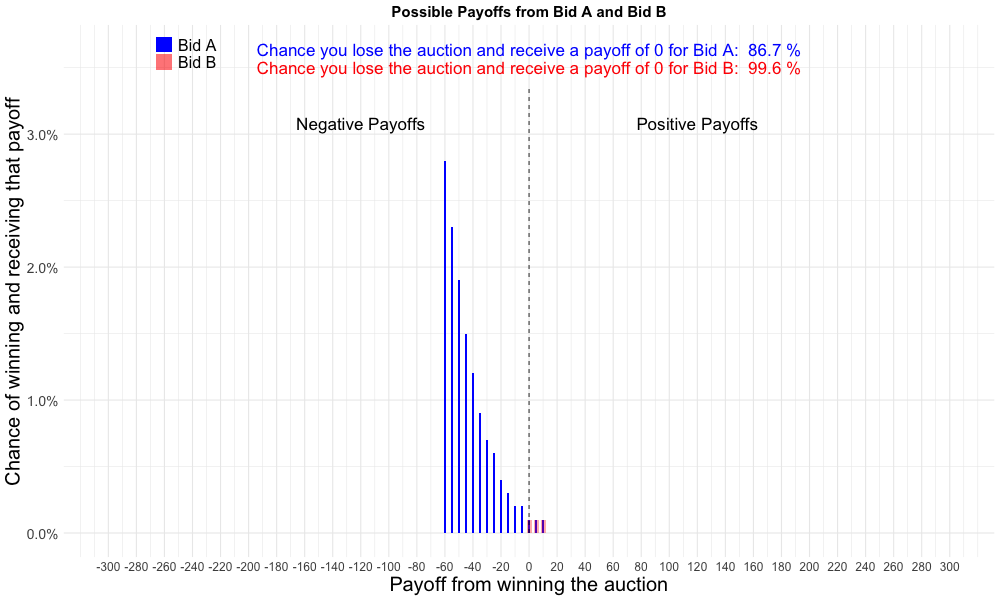 Possible Payoffs from Bid A and Bid B
Bid A
Bid B
Chance you lose the auction and receive a payoff of 0 for Bid A: 86.7 %
Chance you lose the auction and receive a payoff of 0 for Bid B: 99.6 %
Negative Payoffs
Positive Payoffs
Chance of winning and receiving that payoff
3.0%
2.0%
1.0%
0.0%
-300 -280 -260 -240 -220 -200 -180 -160 -140 -120 -100 -80 -60 -40 -20 0 20 40 60 80 100 120 140 160 180 200 220 240 260 280 300
Payoff from winning the auction